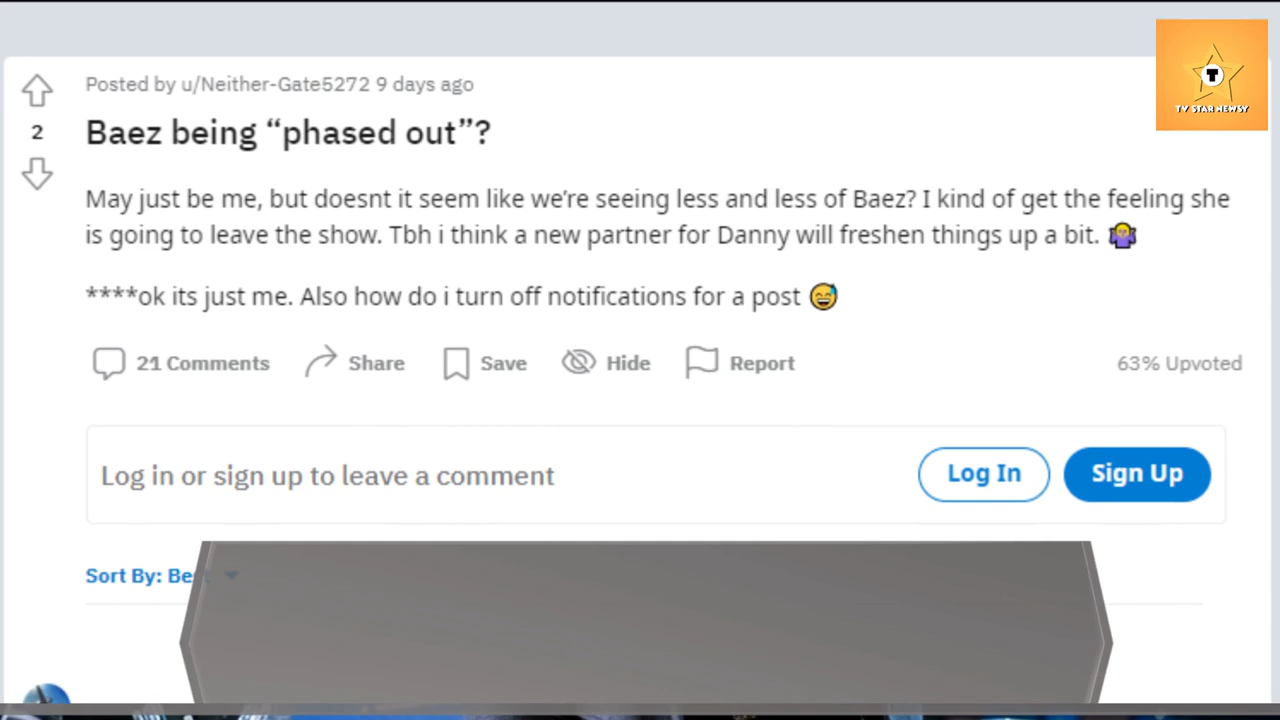 T
TV STAR NEWSY
Posted by u/Neither-Gate5272 9 days ago
2
Baez being “phased out”?
May just be me, but doesnt it seem like we’re seeing less and less of Baez? I kind of get the feeling she
is going to leave the show. Tbh i think a new partner for Danny will freshen things up a bit. 🤷‍♀️
****ok its just me. Also how do i turn off notifications for a post 😅
21 Comments Share Save Hide Report 63% Upvoted
Log in or sign up to leave a comment Log In Sign Up
Sort By: